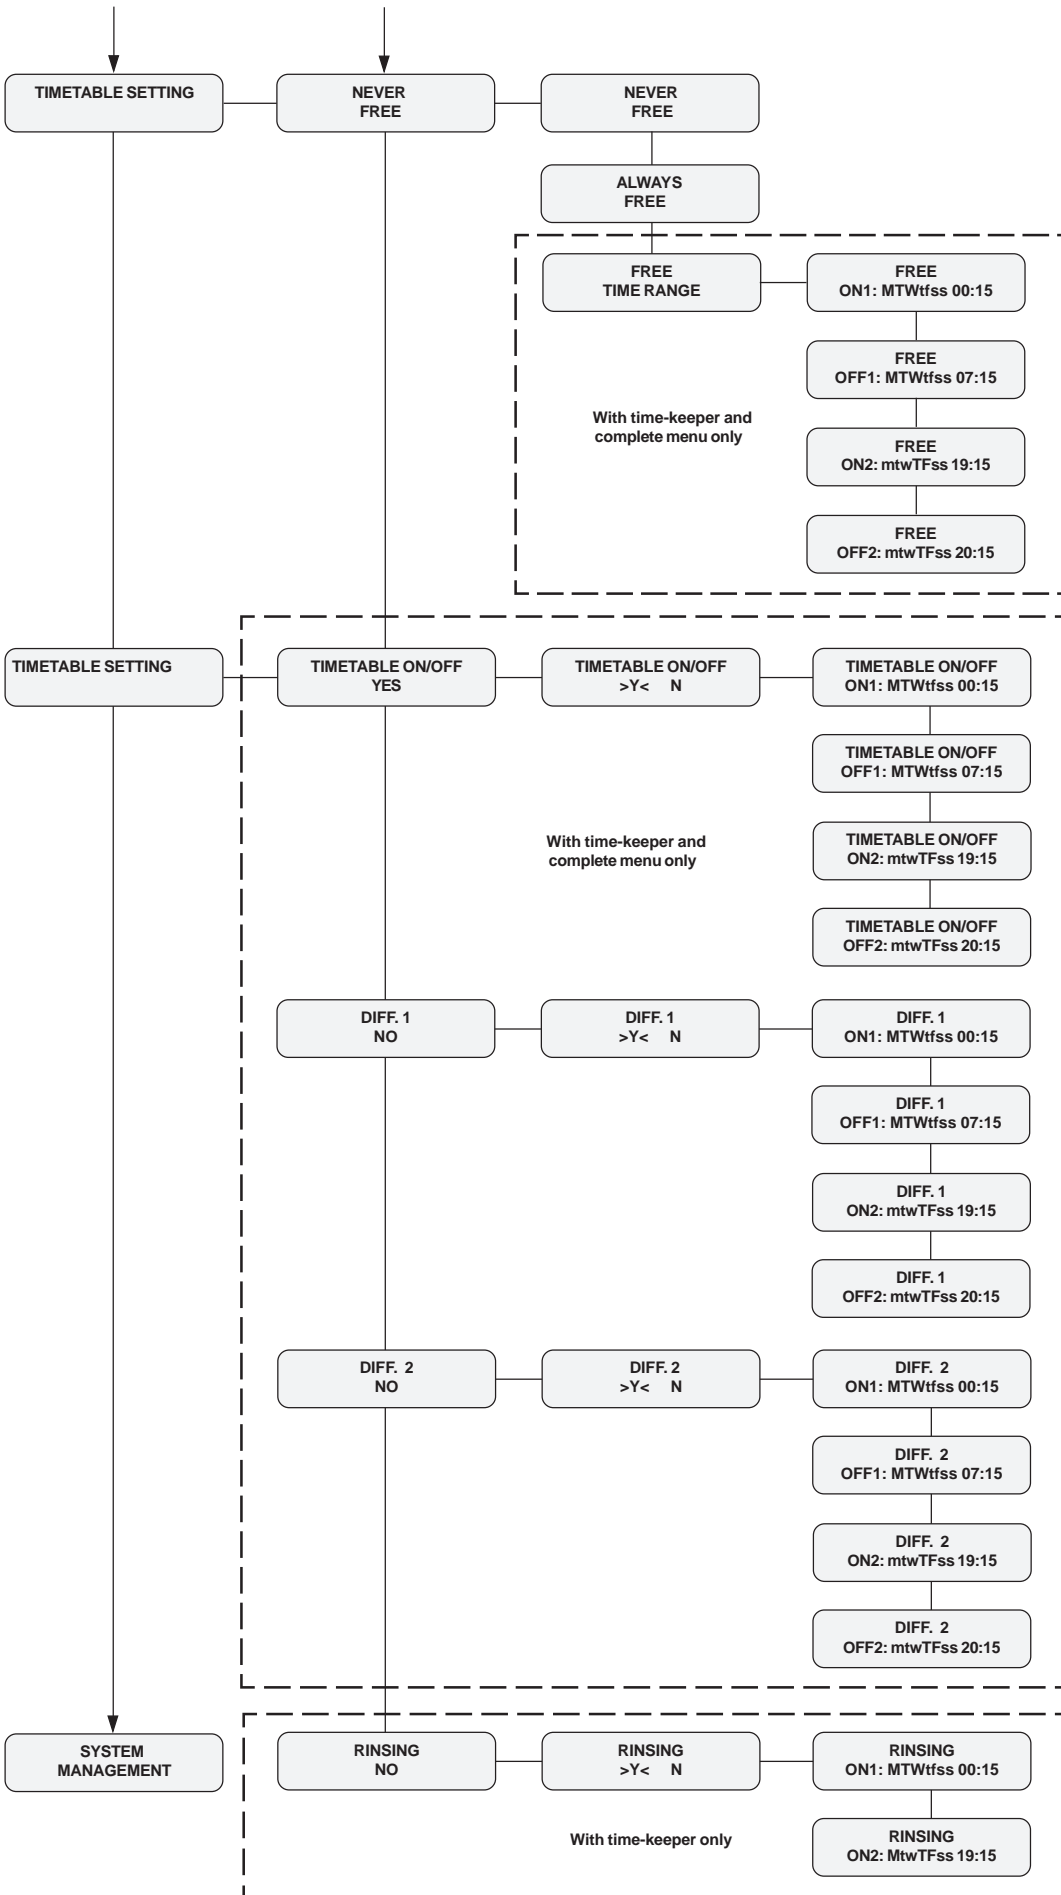 TIMETABLE SETTING
NEVER
FREE
NEVER
FREE
ALWAYS
FREE
FREE
TIME RANGE
FREE
ON1: MTWtfss 00:15
FREE
OFF1: MTWtfss 07:15
With time-keeper and
complete menu only
FREE
ON2: mtwTFss 19:15
FREE
OFF2: mtwTFss 20:15
TIMETABLE SETTING
TIMETABLE ON/OFF
YES
TIMETABLE ON/OFF
>Y< N
TIMETABLE ON/OFF
ON1: MTWtfss 00:15
TIMETABLE ON/OFF
OFF1: MTWtfss 07:15
With time-keeper and
complete menu only
TIMETABLE ON/OFF
ON2: mtwTFss 19:15
TIMETABLE ON/OFF
OFF2: mtwTFss 20:15
DIFF. 1
NO
DIFF. 1
>Y< N
DIFF. 1
ON1: MTWtfss 00:15
DIFF. 1
OFF1: MTWtfss 07:15
DIFF. 1
ON2: mtwTFss 19:15
DIFF. 1
OFF2: mtwTFss 20:15
DIFF. 2
NO
DIFF. 2
>Y< N
DIFF. 2
ON1: MTWtfss 00:15
DIFF. 2
OFF1: MTWtfss 07:15
DIFF. 2
ON2: mtwTFss 19:15
DIFF. 2
OFF2: mtwTFss 20:15
SYSTEM
MANAGEMENT
RINSING
NO
RINSING
>Y< N
RINSING
ON1: MTWtfss 00:15
With time-keeper only
RINSING
ON2: MtwTFss 19:15